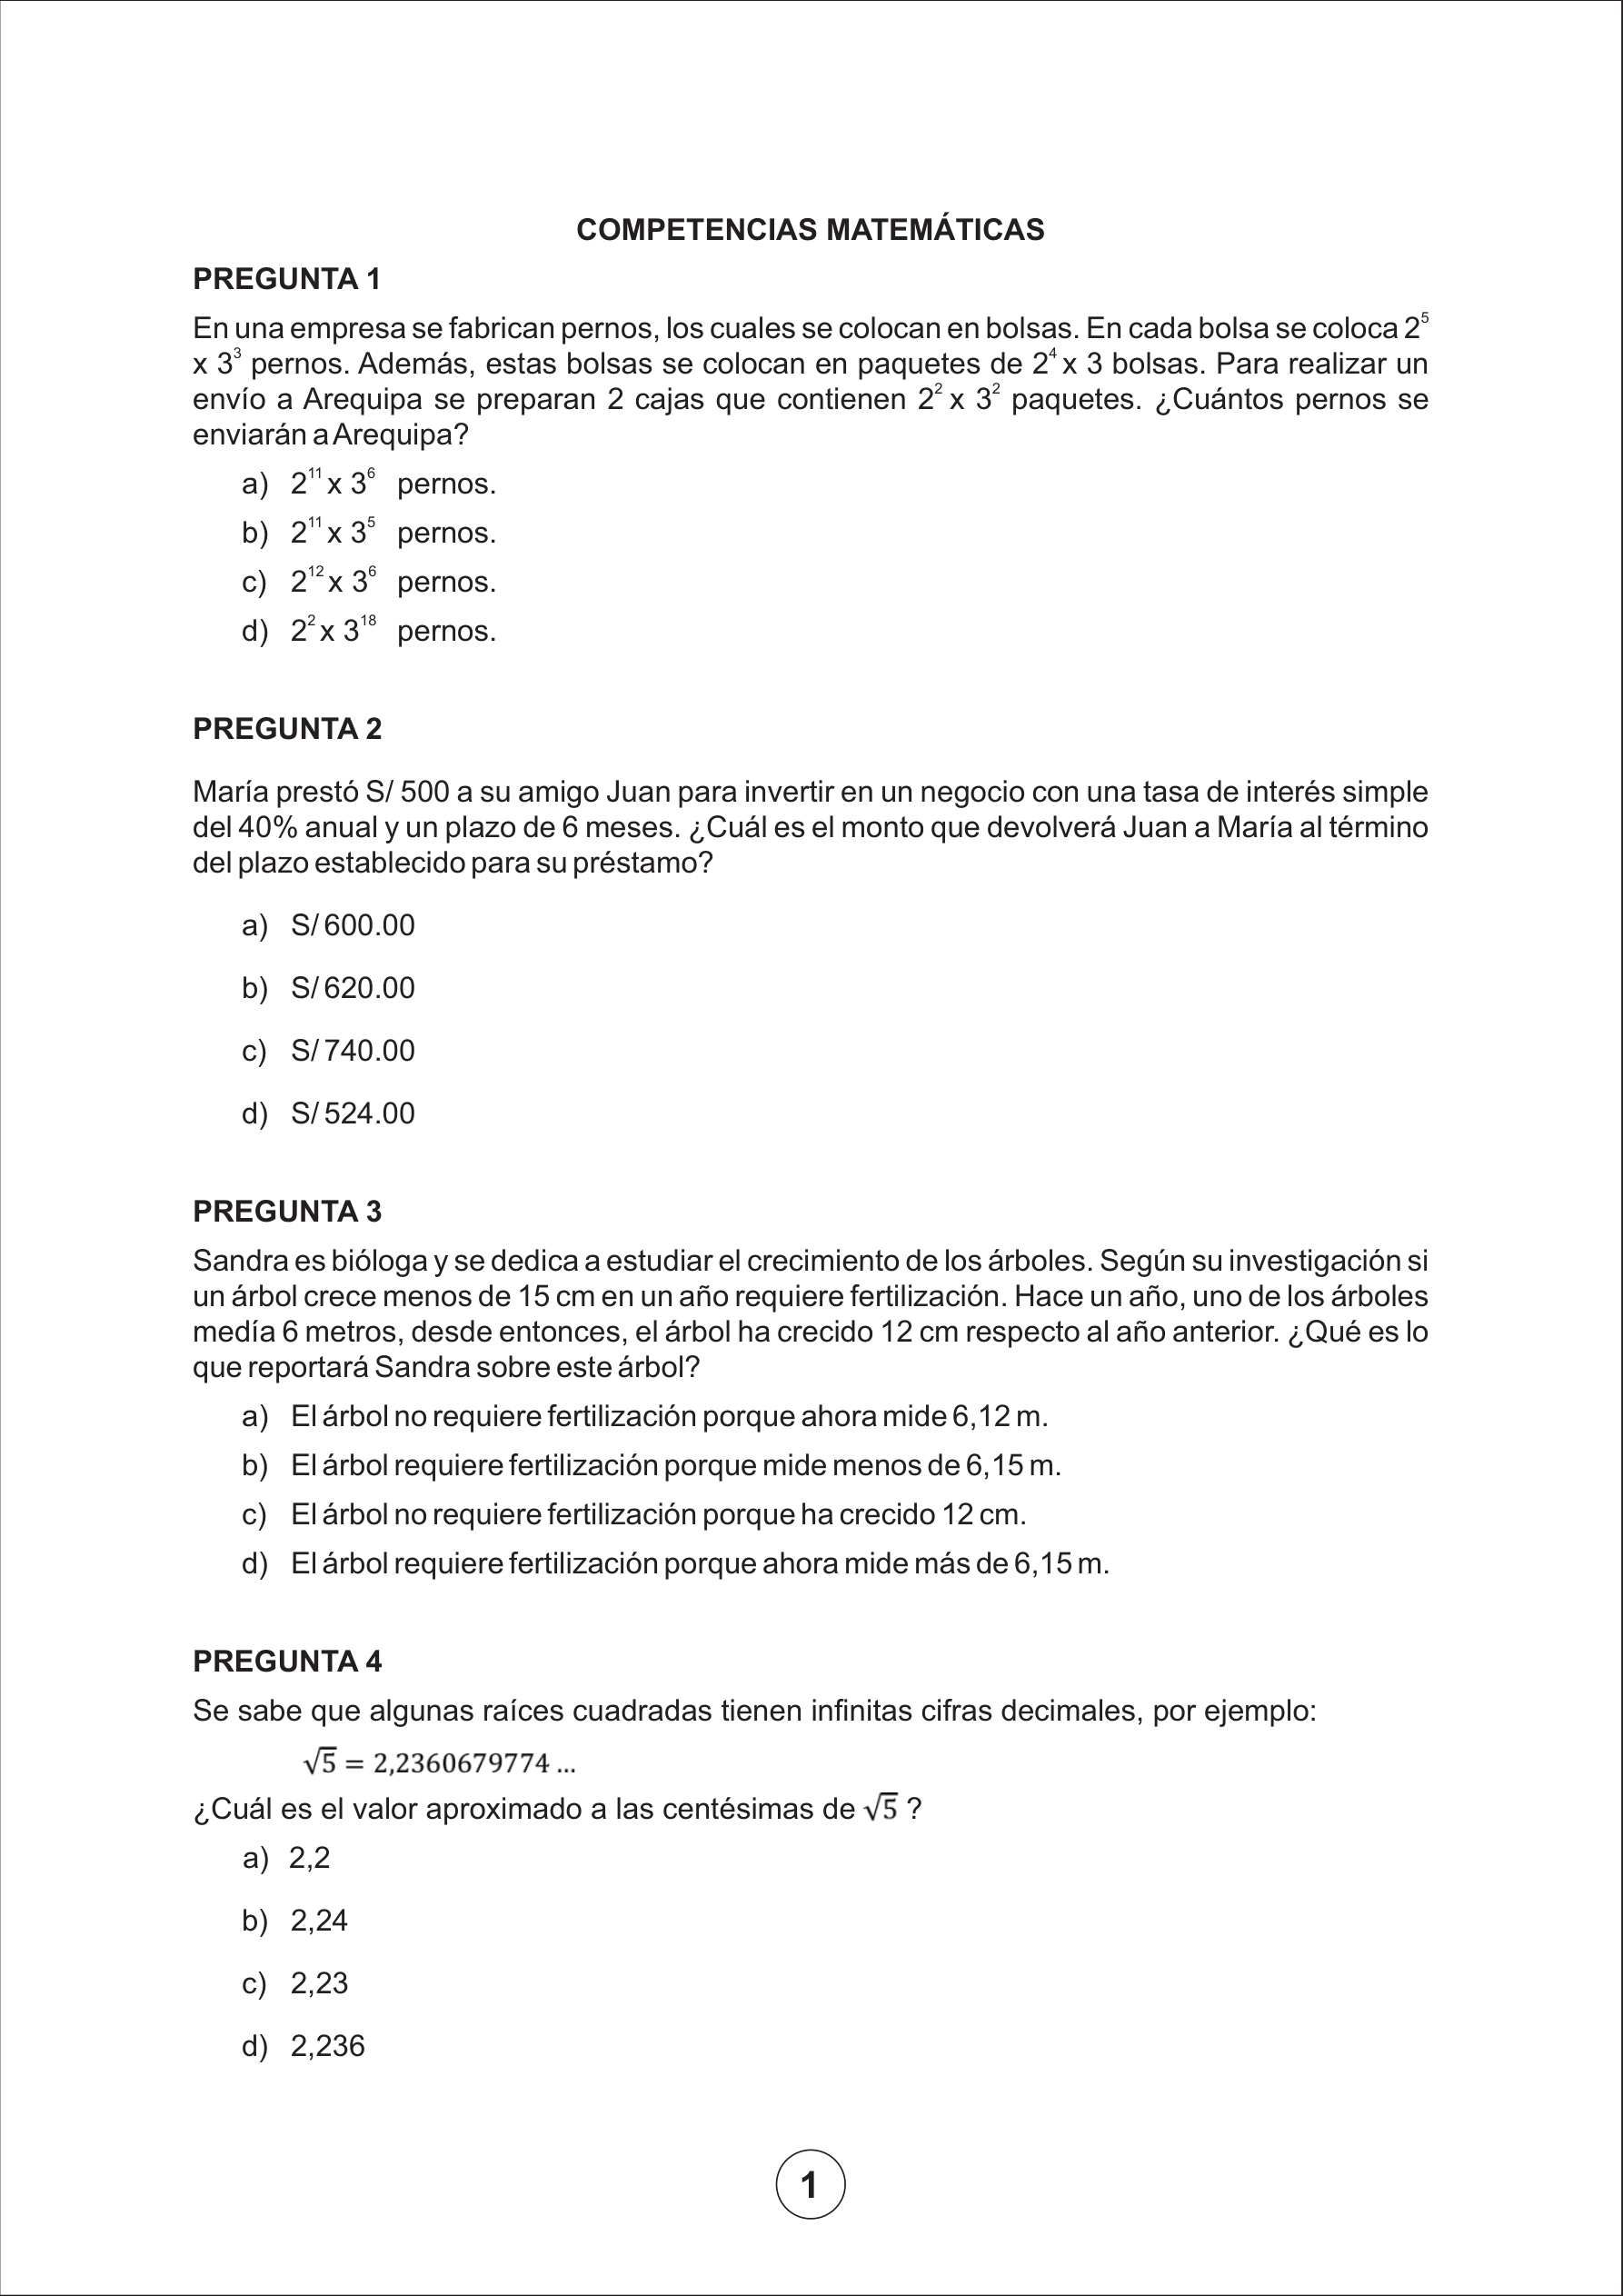 COMPETENCIAS MATEMÁTICAS
PREGUNTA 1
En una empresa se fabrican pernos, los cuales se colocan en bolsas. En cada bolsa se coloca 2⁵
x 3³ pernos. Además, estas bolsas se colocan en paquetes de 2⁴ x 3 bolsas. Para realizar un
envío a Arequipa se preparan 2 cajas que contienen 2² x 3² paquetes. ¿Cuántos pernos se
enviarán a Arequipa?
a) 2¹¹ x 3⁶ pernos.
b) 2¹¹ x 3⁵ pernos.
c) 2¹² x 3⁶ pernos.
d) 2² x 3¹⁸ pernos.
PREGUNTA 2
María prestó S/ 500 a su amigo Juan para invertir en un negocio con una tasa de interés simple
del 40% anual y un plazo de 6 meses. ¿Cuál es el monto que devolverá Juan a María al término
del plazo establecido para su préstamo?
a) S/ 600.00
b) S/ 620.00
c) S/ 740.00
d) S/ 524.00
PREGUNTA 3
Sandra es bióloga y se dedica a estudiar el crecimiento de los árboles. Según su investigación si
un árbol crece menos de 15 cm en un año requiere fertilización. Hace un año, uno de los árboles
medía 6 metros, desde entonces, el árbol ha crecido 12 cm respecto al año anterior. ¿Qué es lo
que reportará Sandra sobre este árbol?
a) El árbol no requiere fertilización porque ahora mide 6,12 m.
b) El árbol requiere fertilización porque mide menos de 6,15 m.
c) El árbol no requiere fertilización porque ha crecido 12 cm.
d) El árbol requiere fertilización porque ahora mide más de 6,15 m.
PREGUNTA 4
Se sabe que algunas raíces cuadradas tienen infinitas cifras decimales, por ejemplo:
√5 = 2,2360679774 ...
¿Cuál es el valor aproximado a las centésimas de √5 ?
a) 2,2
b) 2,24
c) 2,23
d) 2,236
1